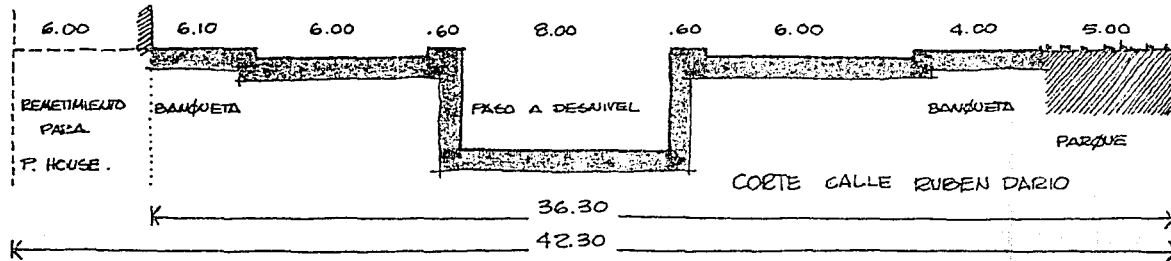 6.00 6.10 6.00 .60 8.00 .60 6.00 4.00 5.00
REMETIMIENTO
PARA
P. HOUSE.
BANQUETA
PASO A DESNIVEL
BANQUETA
PARQUE
CORTE CALLE RUBEN DARIO
36.30
42.30